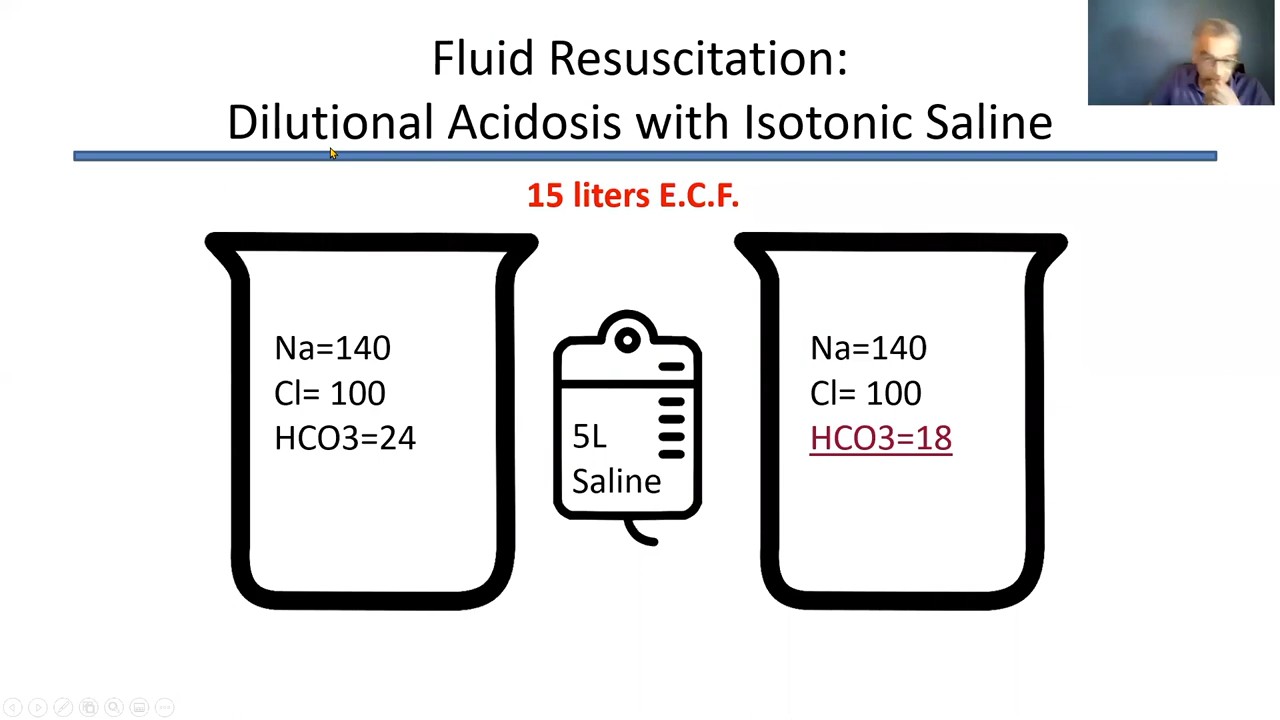 Fluid Resuscitation:
Dilutional Acidosis with Isotonic Saline
15 liters E.C.F.
Na=140
Cl= 100
HCO3=24
5L
Saline
Na=140
Cl= 100
HCO3=18